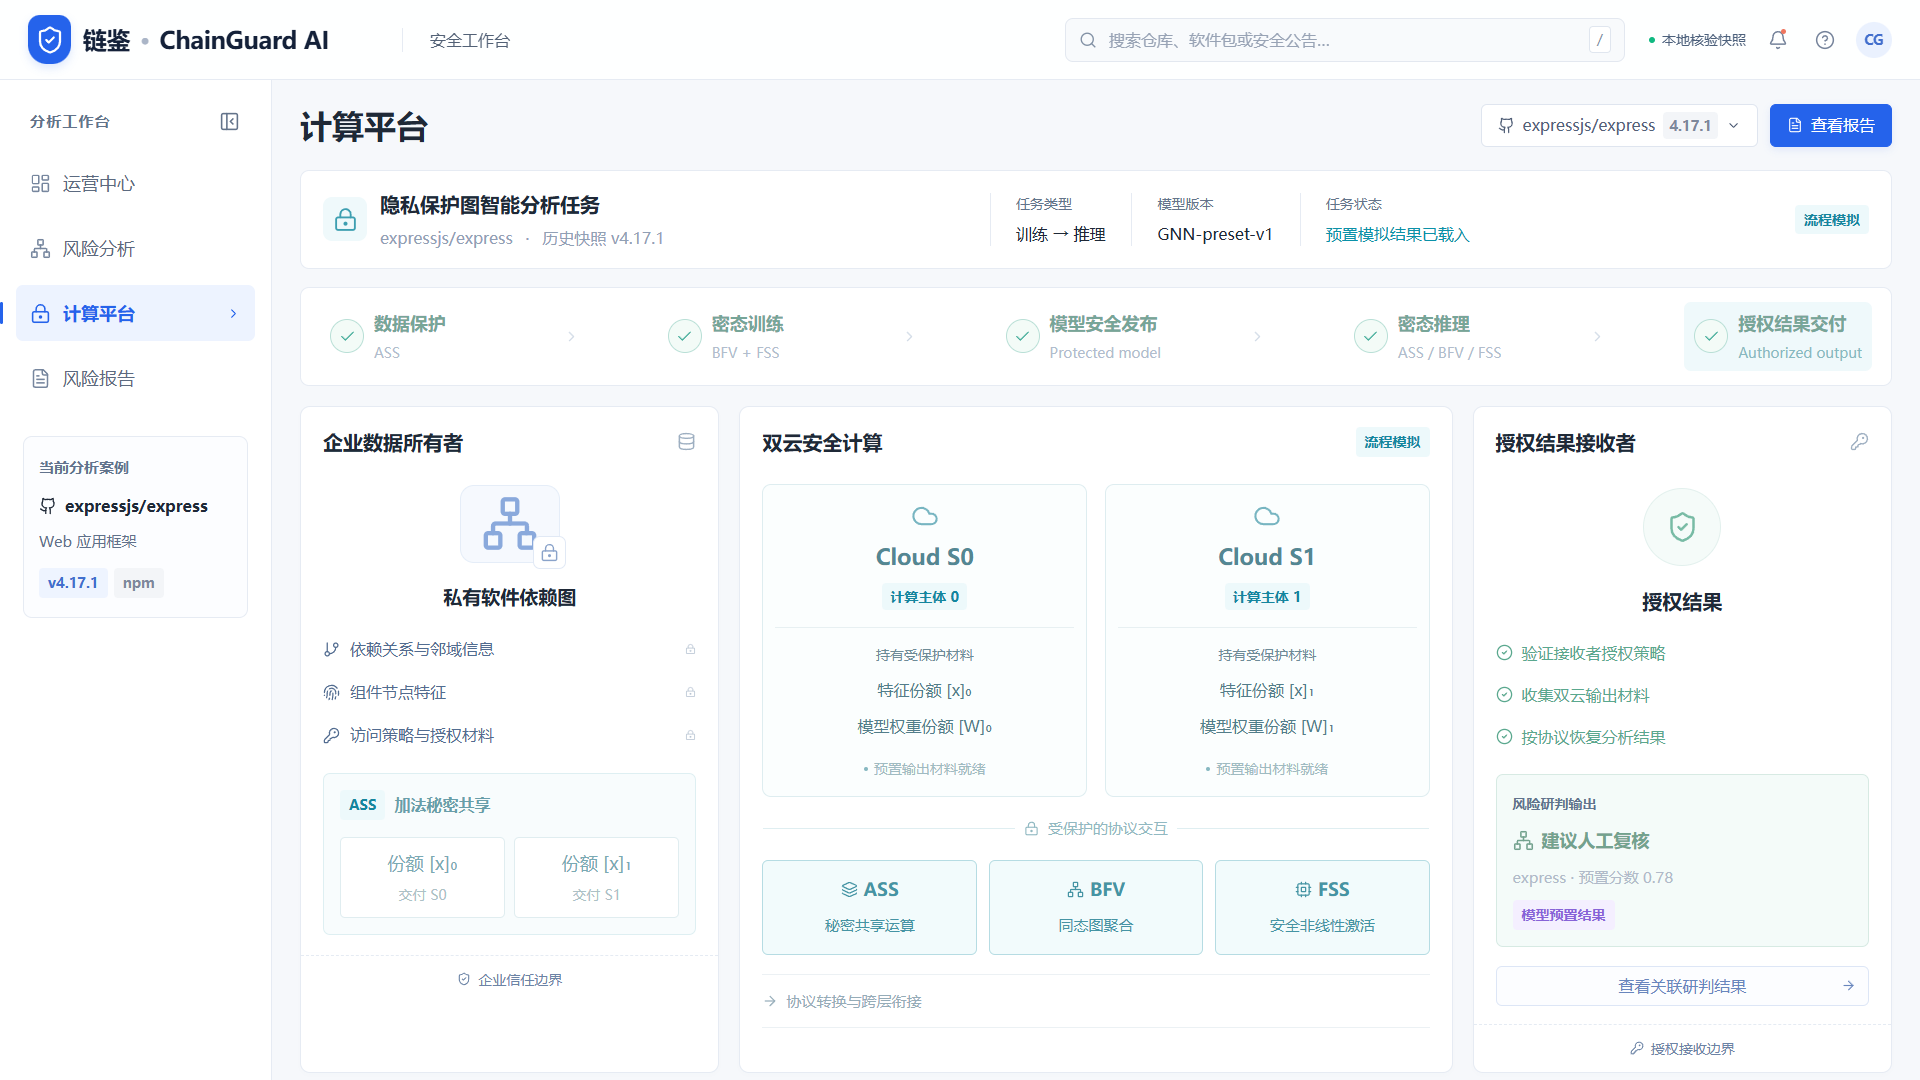 链鉴 • ChainGuard AI
安全工作台
搜索仓库、软件包或安全公告...
/
本地核验快照
CG
分析工作台
运营中心
风险分析
计算平台
风险报告
当前分析案例
expressjs/express
Web 应用框架
v4.17.1
npm
计算平台
expressjs/express 4.17.1
查看报告
隐私保护图智能分析任务
expressjs/express · 历史快照 v4.17.1
任务类型
训练 → 推理
模型版本
GNN-preset-v1
任务状态
预置模拟结果已载入
流程模拟
数据保护
ASS
密态训练
BFV + FSS
模型安全发布
Protected model
密态推理
ASS / BFV / FSS
授权结果交付
Authorized output
企业数据所有者
私有软件依赖图
依赖关系与邻域信息
组件节点特征
访问策略与授权材料
ASS 加法秘密共享
份额 [x]₀
交付 S0
份额 [x]₁
交付 S1
企业信任边界
双云安全计算
流程模拟
Cloud S0
计算主体 0
持有受保护材料
特征份额 [x]₀
模型权重份额 [W]₀
• 预置输出材料就绪
Cloud S1
计算主体 1
持有受保护材料
特征份额 [x]₁
模型权重份额 [W]₁
• 预置输出材料就绪
受保护的协议交互
ASS
秘密共享运算
BFV
同态图聚合
FSS
安全非线性激活
协议转换与跨层衔接
授权结果接收者
授权结果
验证接收者授权策略
收集双云输出材料
按协议恢复分析结果
风险研判输出
建议人工复核
express · 预置分数 0.78
模型预置结果
查看关联研判结果
授权接收边界